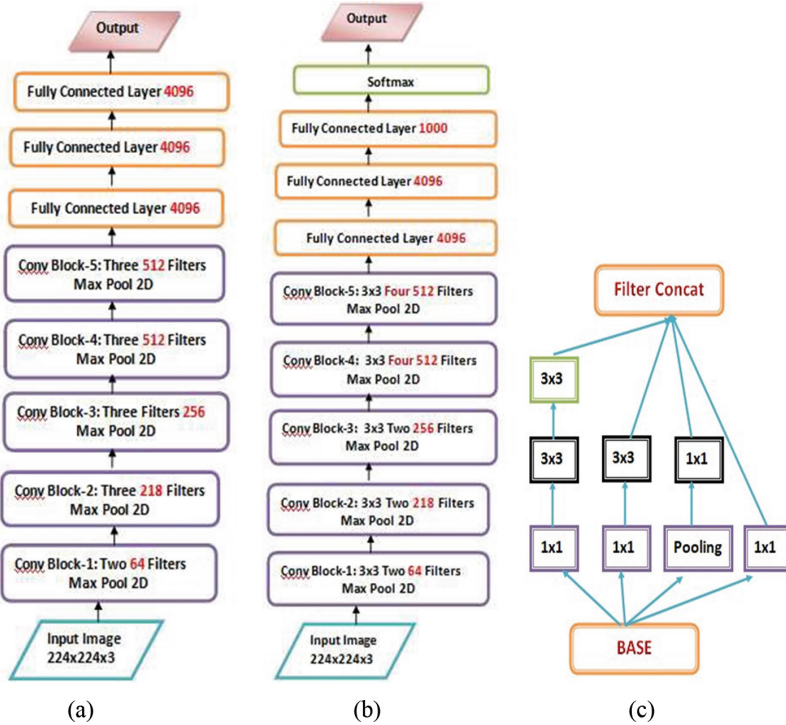 Output
Fully Connected Layer 4096
Fully Connected Layer 4096
Fully Connected Layer 4096
Conv Block-5: Three 512 Filters
Max Pool 2D
Conv Block-4: Three 512 Filters
Max Pool 2D
Conv Block-3: Three Filters 256
Max Pool 2D
Conv Block-2: Three 218 Filters
Max Pool 2D
Conv Block-1: Two 64 Filters
Max Pool 2D
Input Image
224x224x3
(a)
Output
Softmax
Fully Connected Layer 1000
Fully Connected Layer 4096
Fully Connected Layer 4096
Conv Block-5: 3x3 Four 512 Filters
Max Pool 2D
Conv Block-4: 3x3 Four 512 Filters
Max Pool 2D
Conv Block-3: 3x3 Two 256 Filters
Max Pool 2D
Conv Block-2: 3x3 Two 218 Filters
Max Pool 2D
Conv Block-1: 3x3 Two 64 Filters
Max Pool 2D
Input Image
224x224x3
(b)
Filter Concat
3x3
3x3 3x3 1x1
1x1 1x1 Pooling 1x1
BASE
(c)